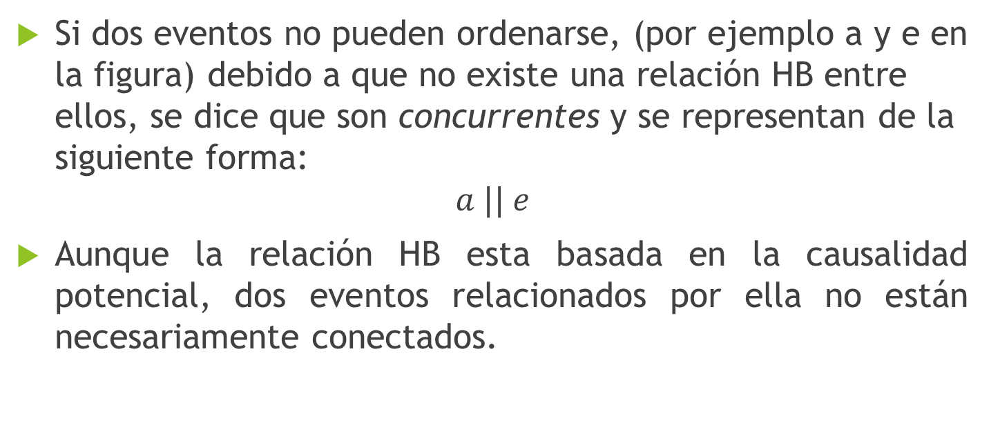 Si dos eventos no pueden ordenarse, (por ejemplo a y e en
la figura) debido a que no existe una relación HB entre
ellos, se dice que son concurrentes y se representan de la
siguiente forma:
a || e
Aunque la relación HB esta basada en la causalidad
potencial, dos eventos relacionados por ella no están
necesariamente conectados.